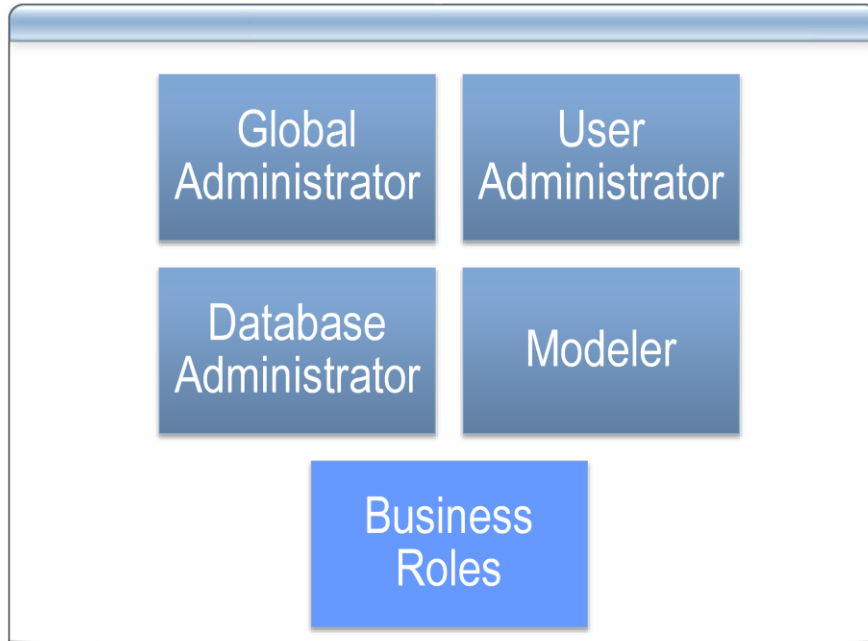 Global
Administrator
User
Administrator
Database
Administrator
Modeler
Business
Roles